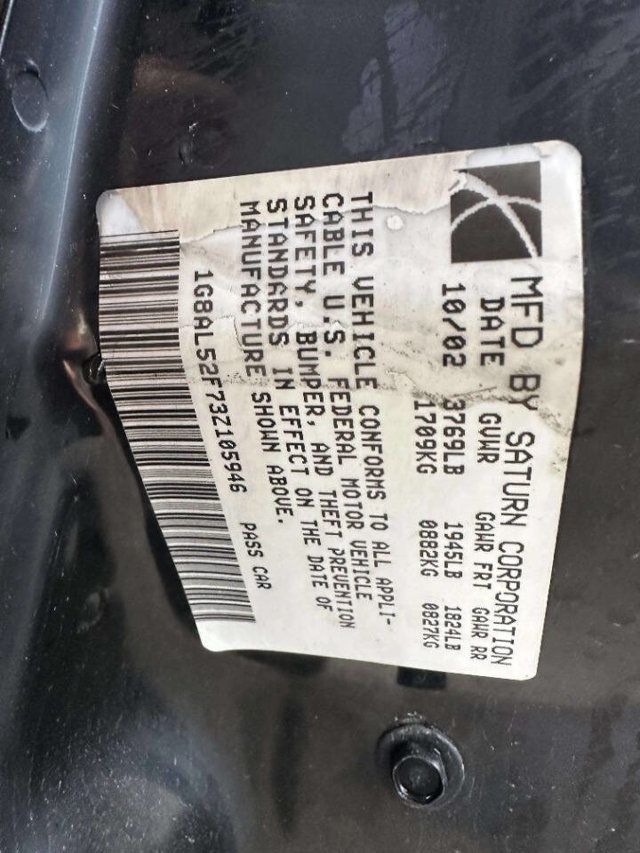 MFD BY SATURN CORPORATION
DATE GVWR GAWR FRT GAWR RR
10/02 3769LB 1945LB 1824LB
1709KG 0882KG 0827KG
THIS VEHICLE CONFORMS TO ALL APPLI-
CABLE U.S. FEDERAL MOTOR VEHICLE
SAFETY, BUMPER, AND THEFT PREVENTION
STANDARDS IN EFFECT ON THE DATE OF
MANUFACTURE SHOWN ABOVE.
1G8AL52F73Z105946 PASS CAR